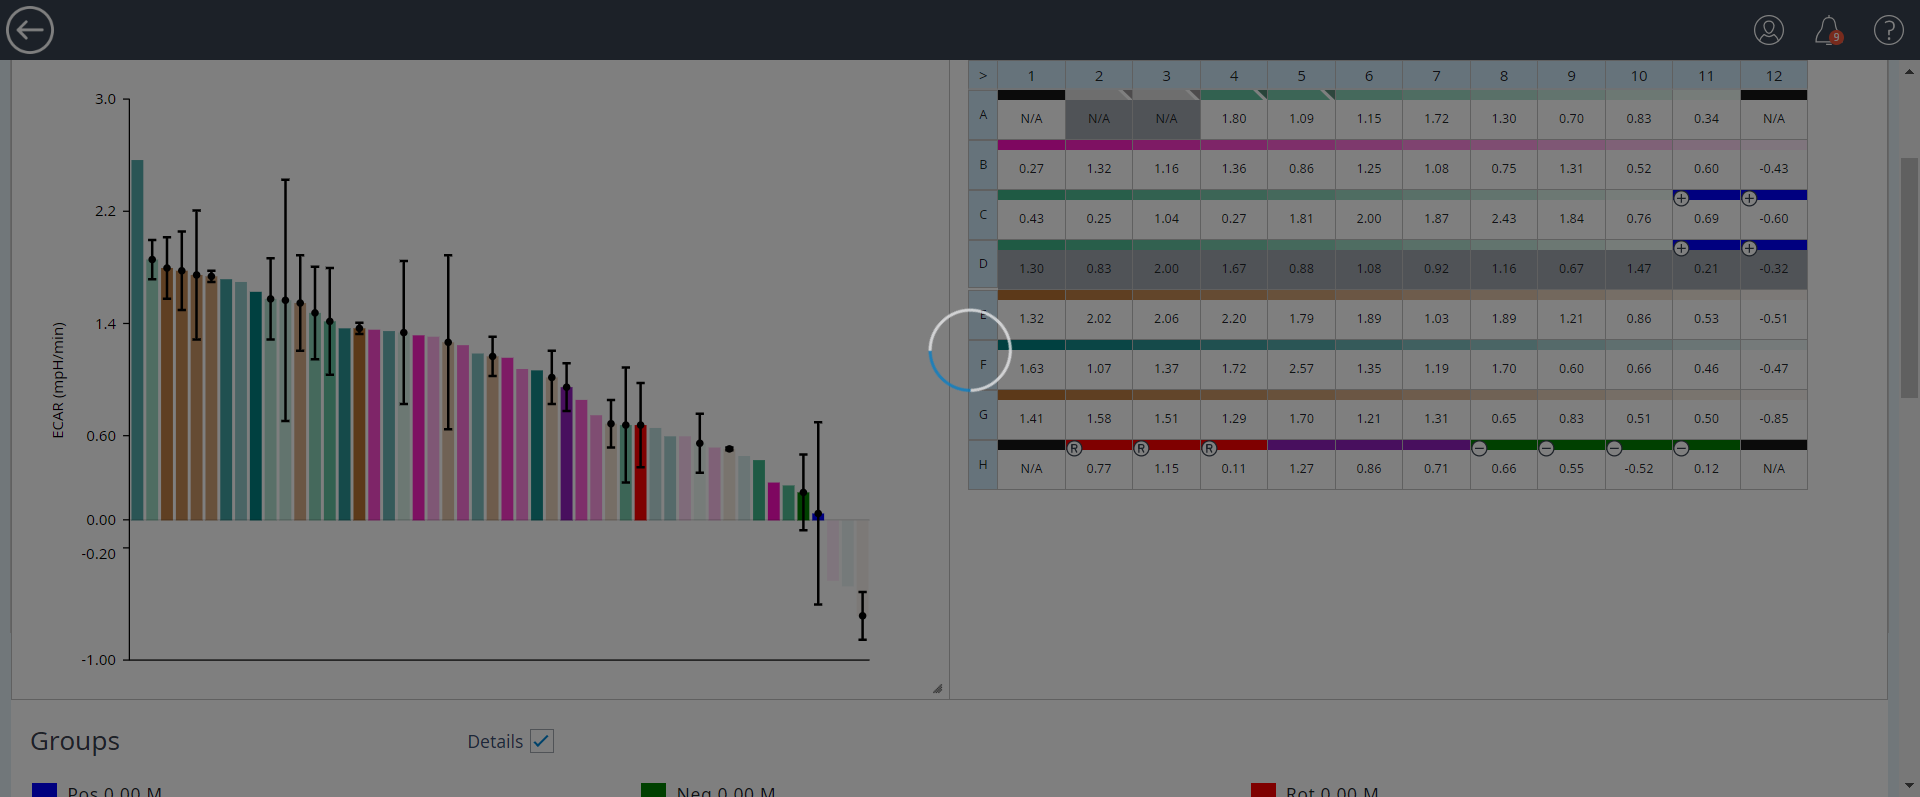 9 ?
3.0
2.2
1.4
0.60
0.00
-0.20
-1.00
ECAR (mpH/min)
> 1 2 3 4 5 6 7 8 9 10 11 12
A N/A N/A N/A 1.80 1.09 1.15 1.72 1.30 0.70 0.83 0.34 N/A
B 0.27 1.32 1.16 1.36 0.86 1.25 1.08 0.75 1.31 0.52 0.60 -0.43
+ +
C 0.43 0.25 1.04 0.27 1.81 2.00 1.87 2.43 1.84 0.76 0.69 -0.60
+ +
D 1.30 0.83 2.00 1.67 0.88 1.08 0.92 1.16 0.67 1.47 0.21 -0.32
E 1.32 2.02 2.06 2.20 1.79 1.89 1.03 1.89 1.21 0.86 0.53 -0.51
F 1.63 1.07 1.37 1.72 2.57 1.35 1.19 1.70 0.60 0.66 0.46 -0.47
G 1.41 1.58 1.51 1.29 1.70 1.21 1.31 0.65 0.83 0.51 0.50 -0.85
R R R − − − −
H N/A 0.77 1.15 0.11 1.27 0.86 0.71 0.66 0.55 -0.52 0.12 N/A
Groups Details
Pos 0.00 M Neg 0.00 M Rot 0.00 M